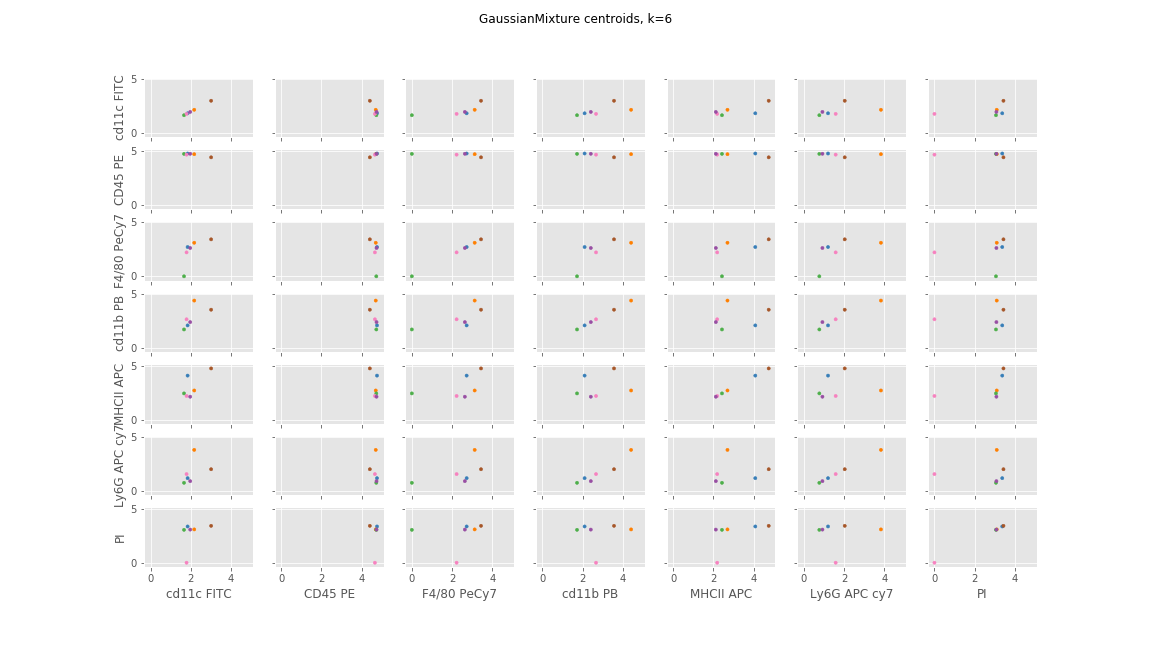 GaussianMixture centroids, k=6
cd11c FITC
5
0
CD45 PE
5
0
F4/80 PeCy7
5
0
cd11b PB
5
0
MHCII APC
5
0
Ly6G APC cy7
5
0
PI
5
0
0 2 4 0 2 4 0 2 4 0 2 4 0 2 4 0 2 4 0 2 4
cd11c FITC CD45 PE F4/80 PeCy7 cd11b PB MHCII APC Ly6G APC cy7 PI